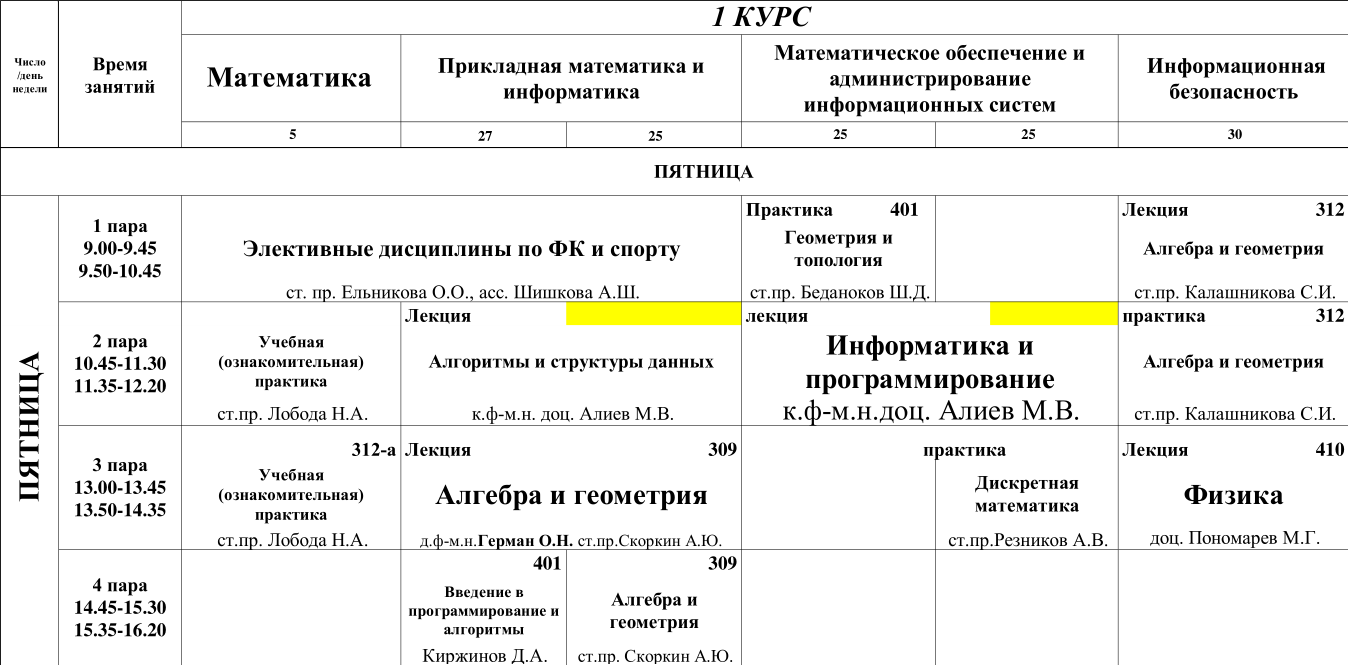 1 КУРС
Число
/день
недели
Время
занятий
Математика
Прикладная математика и
информатика
Математическое обеспечение и
администрирование
информационных систем
Информационная
безопасность
5
27
25
25
25
30
ПЯТНИЦА
ПЯТНИЦА
1 пара
9.00-9.45
9.50-10.45
Элективные дисциплины по ФК и спорту
ст. пр. Ельникова О.О., асс. Шишкова А.Ш.
Практика 401
Геометрия и
топология
ст.пр. Беданоков Ш.Д.
Лекция 312
Алгебра и геометрия
ст.пр. Калашникова С.И.
2 пара
10.45-11.30
11.35-12.20
Учебная
(ознакомительная)
практика
ст.пр. Лобода Н.А.
Лекция
Алгоритмы и структуры данных
к.ф-м.н. доц. Алиев М.В.
лекция
Информатика и
программирование
к.ф-м.н.доц. Алиев М.В.
практика 312
Алгебра и геометрия
ст.пр. Калашникова С.И.
3 пара
13.00-13.45
13.50-14.35
312-а
Учебная
(ознакомительная)
практика
ст.пр. Лобода Н.А.
Лекция 309
Алгебра и геометрия
д.ф-м.н.Герман О.Н. ст.пр.Скоркин А.Ю.
практика
Дискретная
математика
ст.пр.Резников А.В.
Лекция 410
Физика
доц. Пономарев М.Г.
4 пара
14.45-15.30
15.35-16.20
401
Введение в
программирование и
алгоритмы
Киржинов Д.А.
309
Алгебра и
геометрия
ст.пр. Скоркин А.Ю.